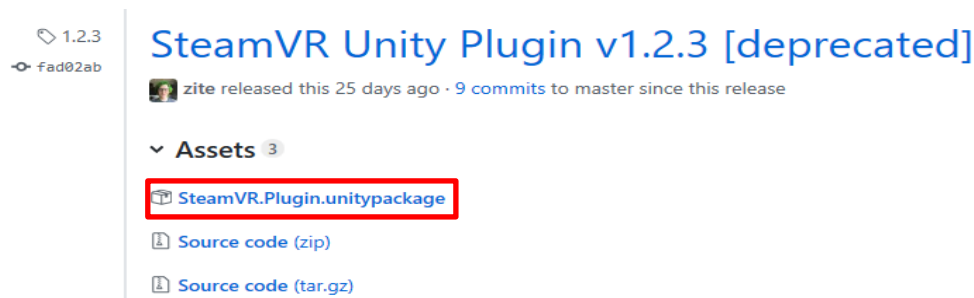 1.2.3
fad02ab
SteamVR Unity Plugin v1.2.3 [deprecated]
zite released this 25 days ago · 9 commits to master since this release
Assets 3
SteamVR.Plugin.unitypackage
Source code (zip)
Source code (tar.gz)